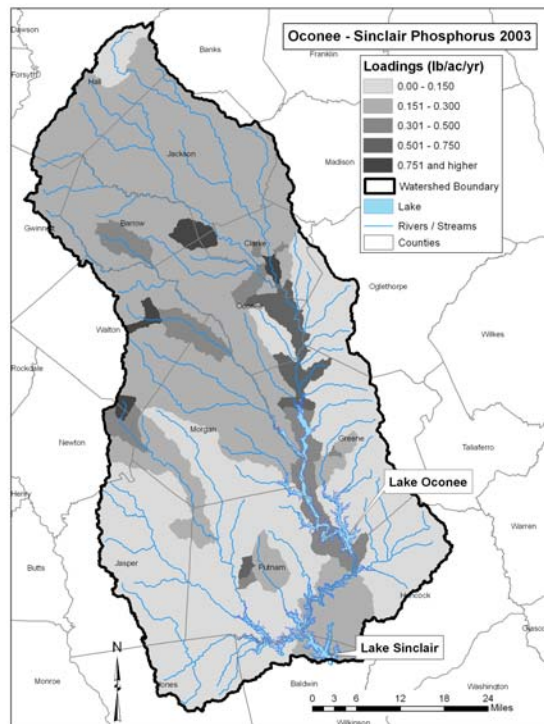 Oconee - Sinclair Phosphorus 2003
Loadings (lb/ac/yr)
0.00 - 0.150
0.151 - 0.300
0.301 - 0.500
0.501 - 0.750
0.751 and higher
Watershed Boundary
Lake
Rivers / Streams
Counties
Dawson
Forsyth
Hall
Banks
Franklin
Jackson
Madison
Gwinnett
Barrow
Clarke
Oconee
Oglethorpe
Walton
Wilkes
Rockdale
Newton
Morgan
Greene
Taliaferro
Henry
Lake Oconee
Warren
Butts
Jasper
Putnam
Hancock
Lake Sinclair
N
Monroe
Jones
Baldwin
Washington
Wilkinson
0 3 6 12 18 24
Miles